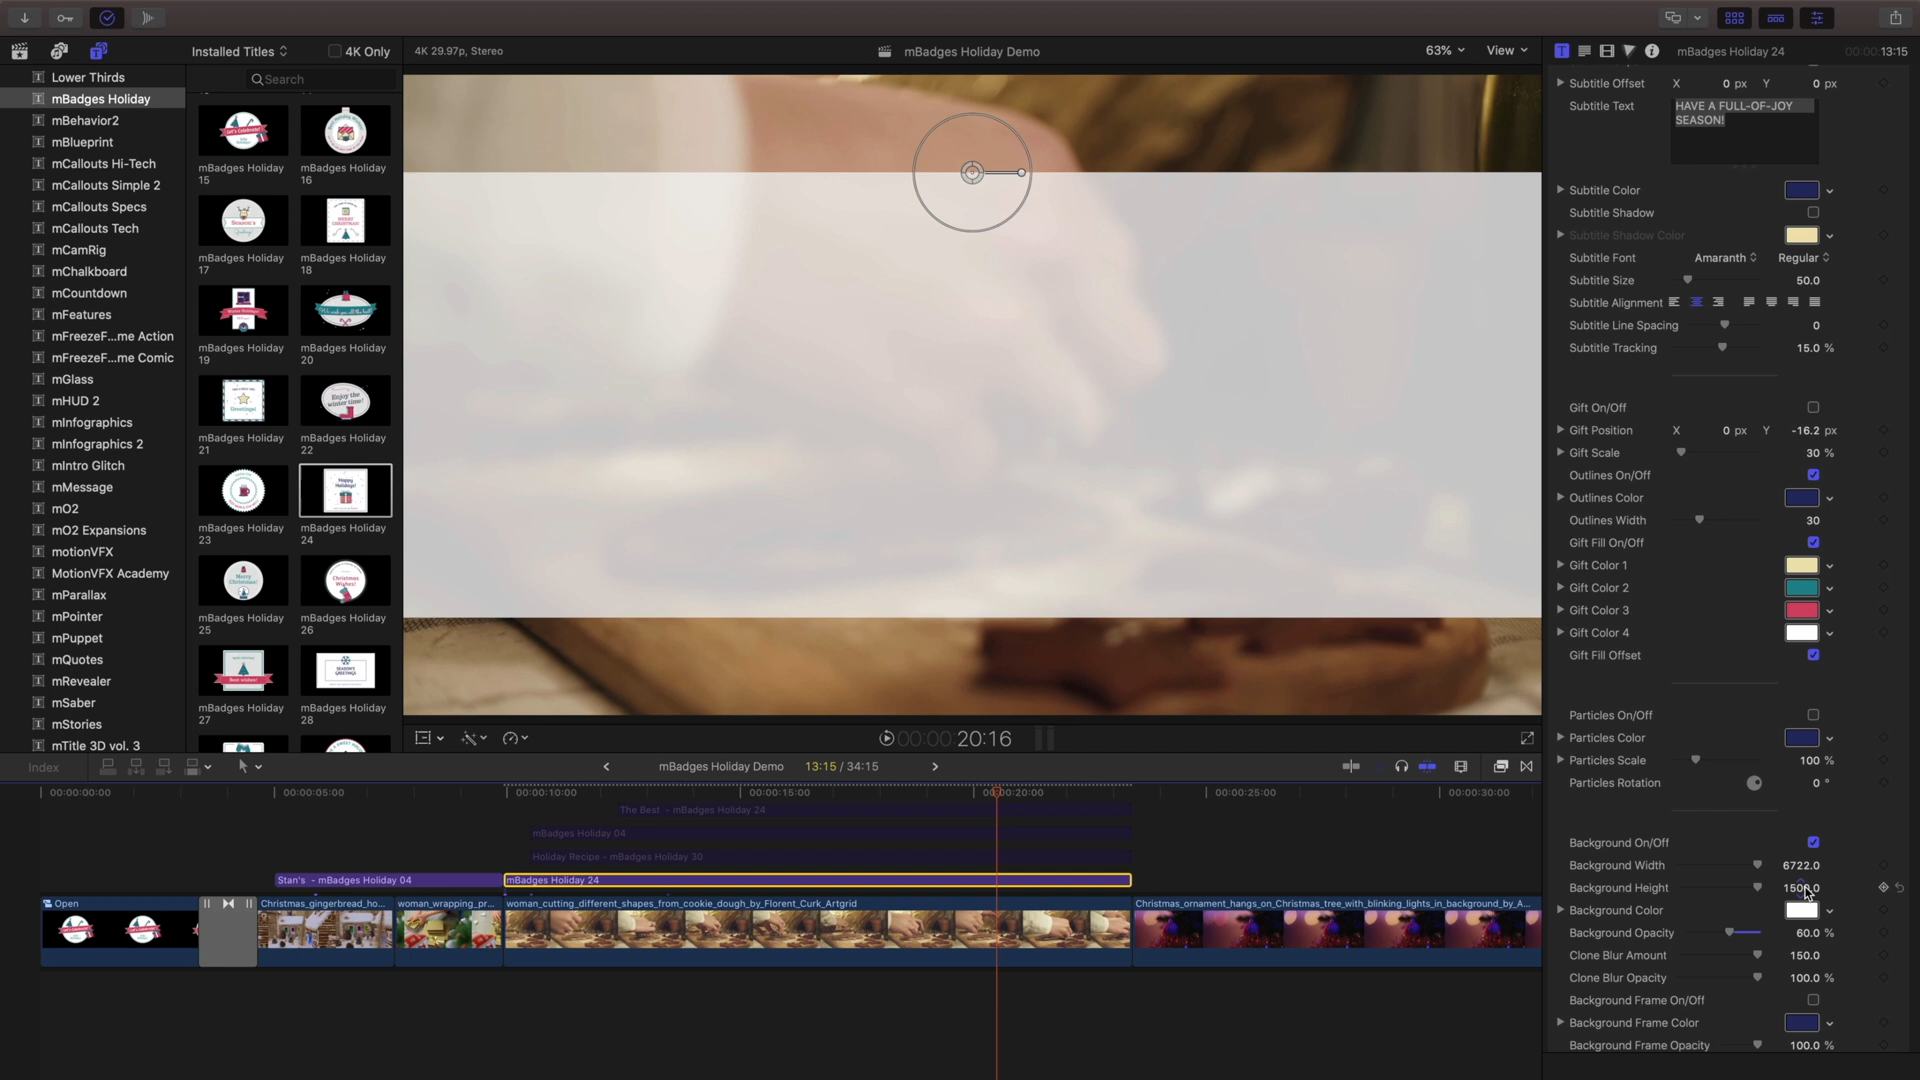 Installed Titles
4K Only
4K 29.97p, Stereo
mBadges Holiday Demo
63%
View
mBadges Holiday 24
00:00:13:15
Lower Thirds
mBadges Holiday
mBehavior2
mBlueprint
mCallouts Hi-Tech
mCallouts Simple 2
mCallouts Specs
mCallouts Tech
mCamRig
mChalkboard
mCountdown
mFeatures
mFreezeF...me Action
mFreezeF...me Comic
mGlass
mHUD 2
mInfographics
mInfographics 2
mIntro Glitch
mMessage
mO2
mO2 Expansions
motionVFX
MotionVFX Academy
mParallax
mPointer
mPuppet
mQuotes
mRevealer
mSaber
mStories
mTitle 3D vol. 3
Search
mBadges Holiday
15
mBadges Holiday
16
mBadges Holiday
17
mBadges Holiday
18
mBadges Holiday
19
mBadges Holiday
20
mBadges Holiday
21
mBadges Holiday
22
mBadges Holiday
23
mBadges Holiday
24
mBadges Holiday
25
mBadges Holiday
26
mBadges Holiday
27
mBadges Holiday
28
Subtitle Offset X 0 px Y 0 px
Subtitle Text HAVE A FULL-OF-JOY
SEASON!
Subtitle Color
Subtitle Shadow
Subtitle Shadow Color
Subtitle Font Amaranth Regular
Subtitle Size 50.0
Subtitle Alignment
Subtitle Line Spacing 0
Subtitle Tracking 15.0 %
Gift On/Off
Gift Position X 0 px Y -16.2 px
Gift Scale 30 %
Outlines On/Off
Outlines Color
Outlines Width 30
Gift Fill On/Off
Gift Color 1
Gift Color 2
Gift Color 3
Gift Color 4
Gift Fill Offset
Particles On/Off
Particles Color
Particles Scale 100 %
Particles Rotation 0 °
Background On/Off
Background Width 6722.0
Background Height 1500.0
Background Color
Background Opacity 60.0 %
Clone Blur Amount 150.0
Clone Blur Opacity 100.0 %
Background Frame On/Off
Background Frame Color
Background Frame Opacity 100.0 %
00:00:20:16
Index
mBadges Holiday Demo
13:15 / 34:15
00:00:00:00
00:00:05:00
00:00:10:00
00:00:15:00
00:00:20:00
00:00:25:00
00:00:30:00
The Best - mBadges Holiday 24
mBadges Holiday 04
Holiday Recipe - mBadges Holiday 30
Stan's - mBadges Holiday 04
mBadges Holiday 24
Open
Christmas_gingerbread_ho...
woman_wrapping_pr...
woman_cutting_different_shapes_from_cookie_dough_by_Florent_Curk_Artgrid
Christmas_ornament_hangs_on_Christmas_tree_with_blinking_lights_in_background_by_A...